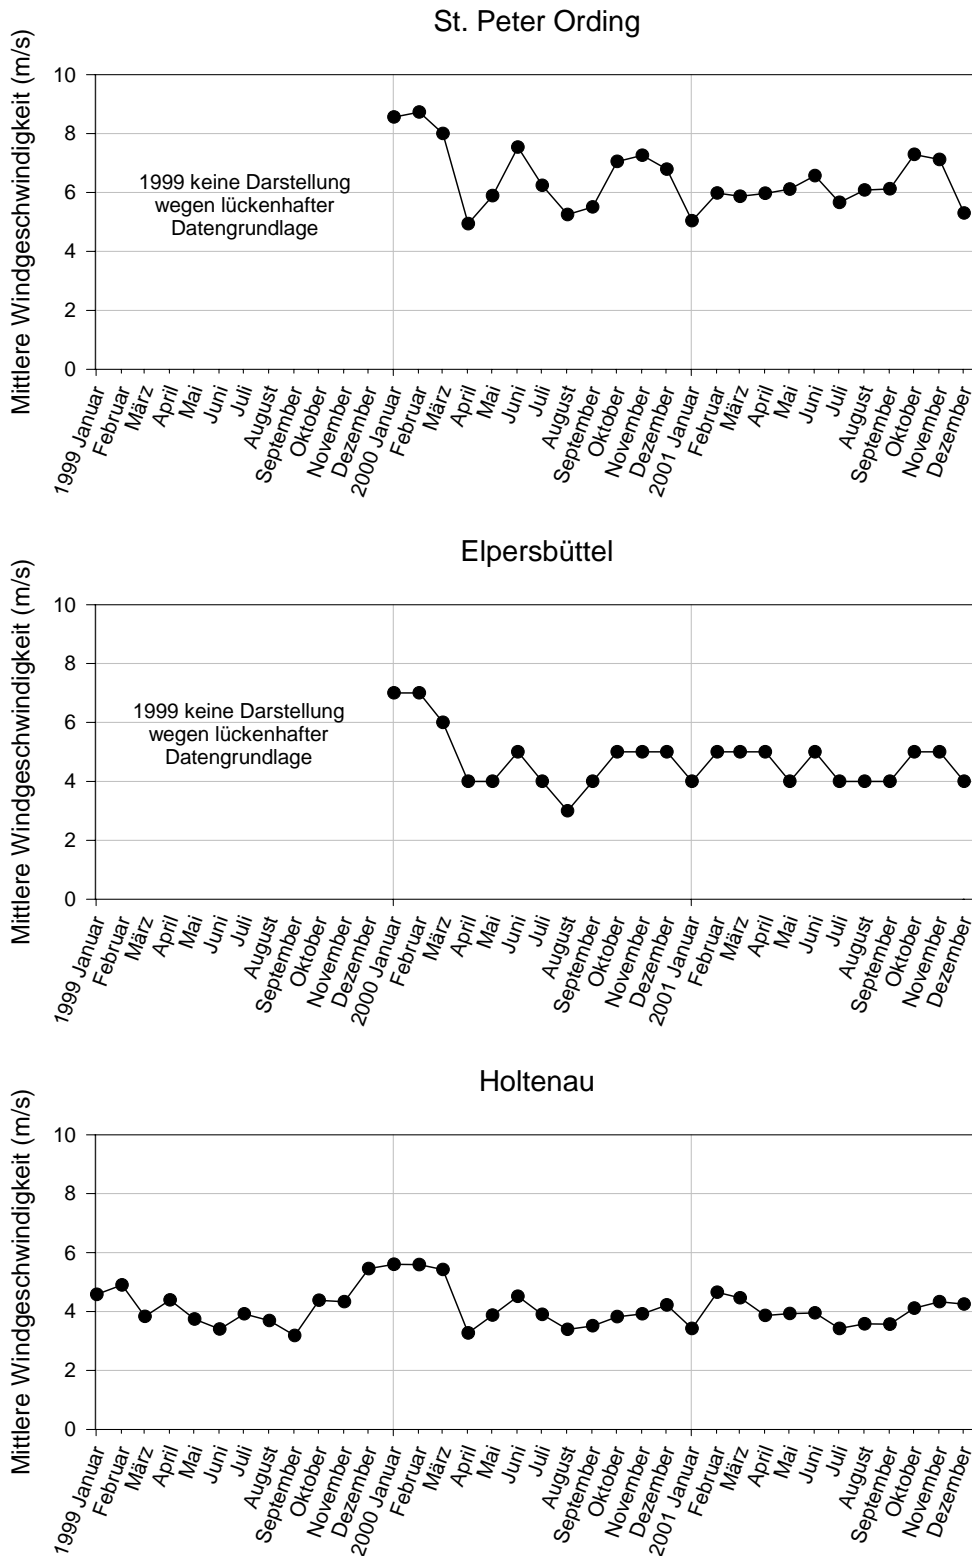 St. Peter Ording
Mittlere Windgeschwindigkeit (m/s)
10
8
6
4
2
0
1999 keine Darstellung
wegen lückenhafter
Datengrundlage
1999 Januar
Februar
März
April
Mai
Juni
Juli
August
September
Oktober
November
Dezember
2000 Januar
Februar
März
April
Mai
Juni
Juli
August
September
Oktober
November
Dezember
2001 Januar
Februar
März
April
Mai
Juni
Juli
August
September
Oktober
November
Dezember
Elpersbüttel
Mittlere Windgeschwindigkeit (m/s)
10
8
6
4
2
0
1999 keine Darstellung
wegen lückenhafter
Datengrundlage
1999 Januar
Februar
März
April
Mai
Juni
Juli
August
September
Oktober
November
Dezember
2000 Januar
Februar
März
April
Mai
Juni
Juli
August
September
Oktober
November
Dezember
2001 Januar
Februar
März
April
Mai
Juni
Juli
August
September
Oktober
November
Dezember
Holtenau
Mittlere Windgeschwindigkeit (m/s)
10
8
6
4
2
0
1999 Januar
Februar
März
April
Mai
Juni
Juli
August
September
Oktober
November
Dezember
2000 Januar
Februar
März
April
Mai
Juni
Juli
August
September
Oktober
November
Dezember
2001 Januar
Februar
März
April
Mai
Juni
Juli
August
September
Oktober
November
Dezember